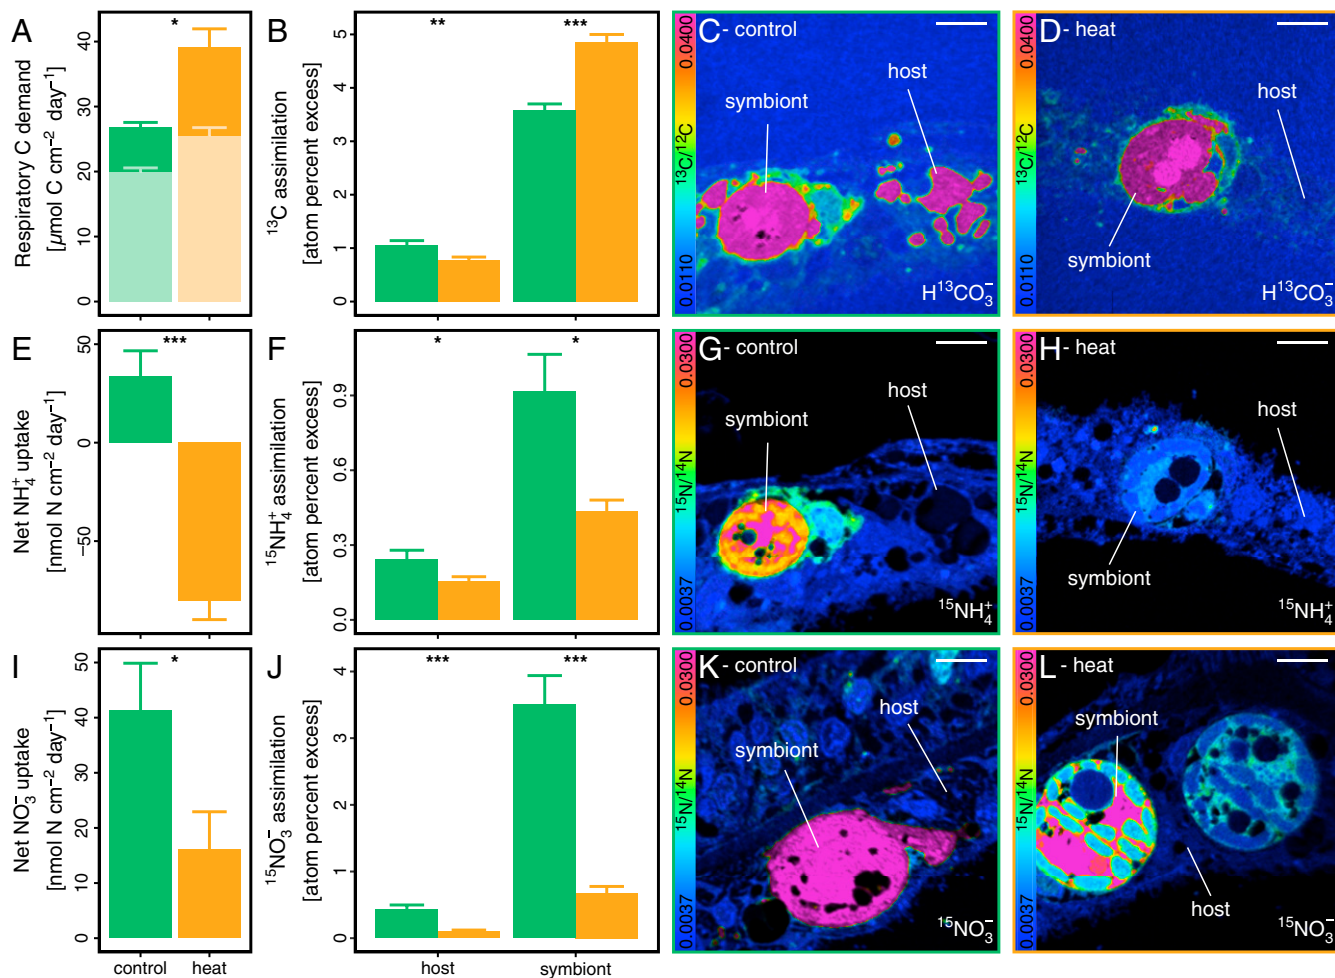 A
Respiratory C demand
[µmol C cm⁻² day⁻¹]
40
30
20
10
0
*
B
¹³C assimilation
[atom percent excess]
5
4
3
2
1
0
** ***
C - control
0.0400
¹³C/¹²C
0.0110
symbiont
host
H¹³CO₃⁻
D - heat
0.0400
¹³C/¹²C
0.0110
host
symbiont
H¹³CO₃⁻
E
Net NH₄⁺ uptake
[nmol N cm⁻² day⁻¹]
50
0
−50
***
F
¹⁵NH₄⁺ assimilation
[atom percent excess]
0.9
0.6
0.3
0.0
* *
G - control
0.0300
¹⁵N/¹⁴N
0.0037
symbiont
host
¹⁵NH₄⁺
H - heat
0.0300
¹⁵N/¹⁴N
0.0037
host
symbiont
¹⁵NH₄⁺
I
Net NO₃⁻ uptake
[nmol N cm⁻² day⁻¹]
50
40
30
20
10
0
*
control heat
J
¹⁵NO₃⁻ assimilation
[atom percent excess]
4
3
2
1
0
*** ***
host symbiont
K - control
0.0300
¹⁵N/¹⁴N
0.0037
host
symbiont
¹⁵NO₃⁻
L - heat
0.0300
¹⁵N/¹⁴N
0.0037
symbiont
host
¹⁵NO₃⁻